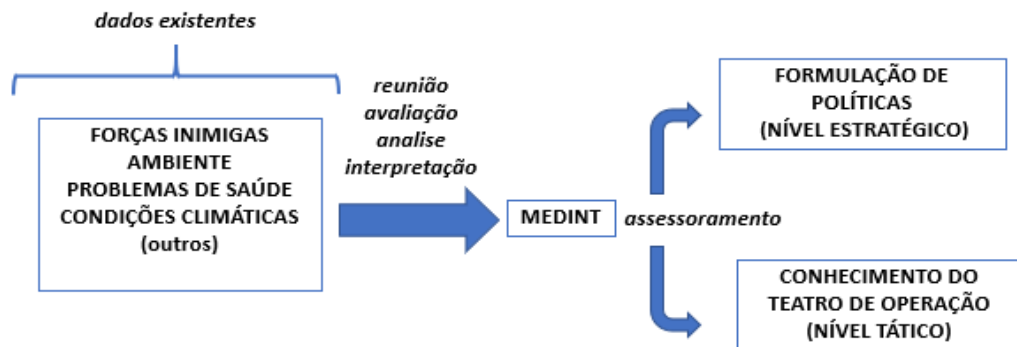 dados existentes
FORÇAS INIMIGAS
AMBIENTE
PROBLEMAS DE SAÚDE
CONDIÇÕES CLIMÁTICAS
(outros)
reunião
avaliação
analise
interpretação
MEDINT
assessoramento
FORMULAÇÃO DE
POLÍTICAS
(NÍVEL ESTRATÉGICO)
CONHECIMENTO DO
TEATRO DE OPERAÇÃO
(NÍVEL TÁTICO)